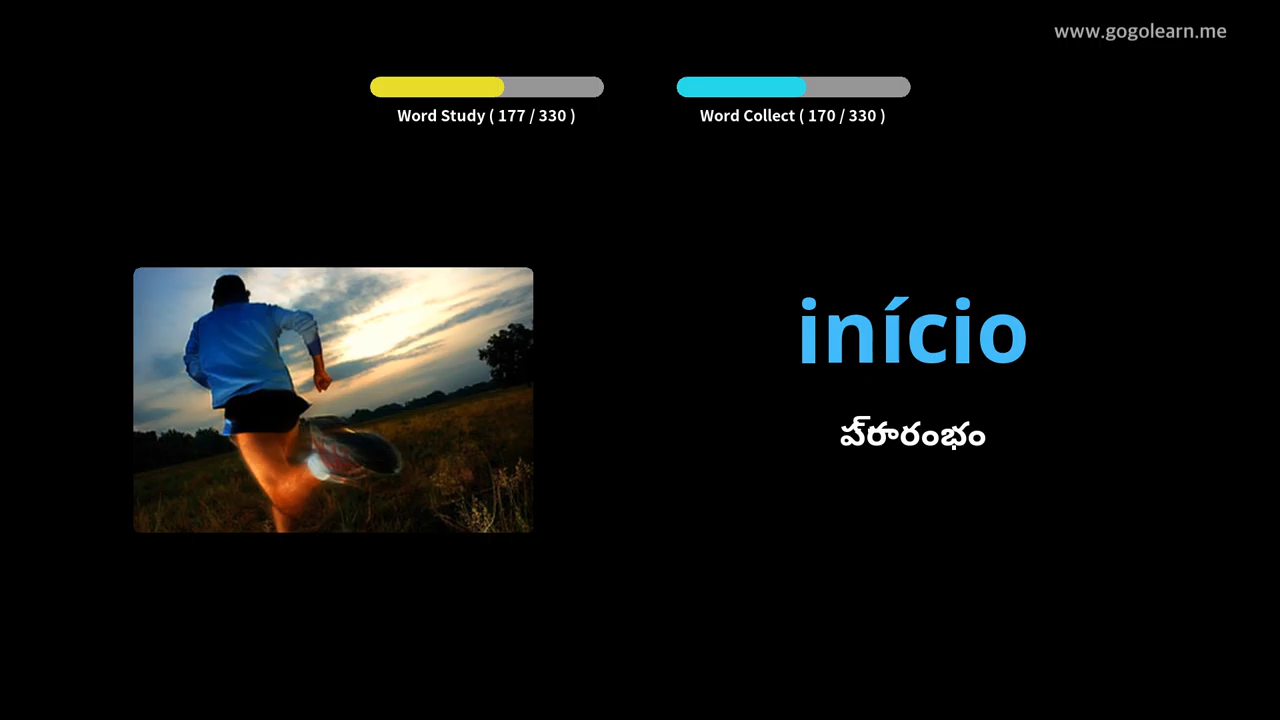 www.gogolearn.me
Word Study ( 177 / 330 )
Word Collect ( 170 / 330 )
início
ప్రారంభం